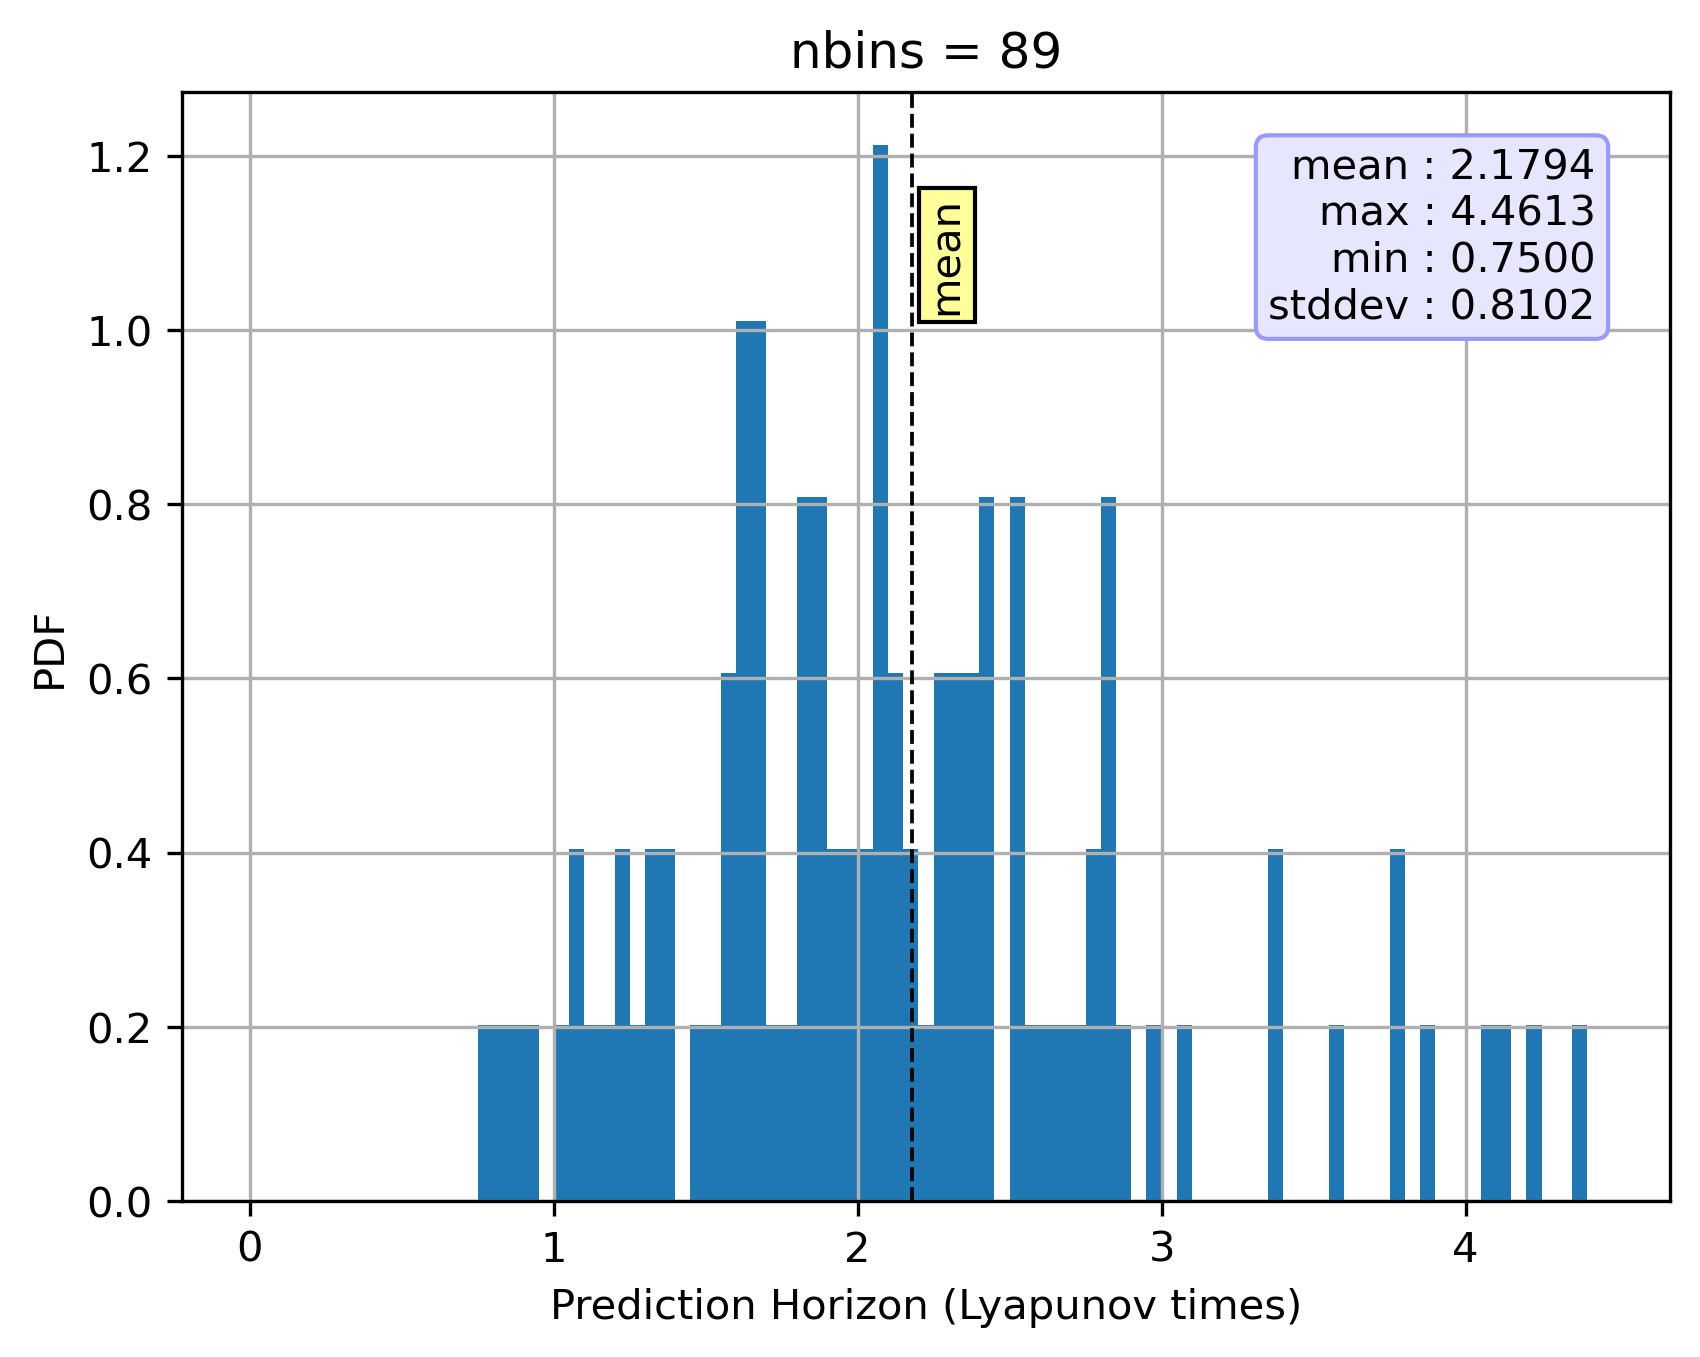 nbins = 89
mean : 2.1794
max : 4.4613
min : 0.7500
stddev : 0.8102
mean
PDF
1.2
1.0
0.8
0.6
0.4
0.2
0.0
0 1 2 3 4
Prediction Horizon (Lyapunov times)